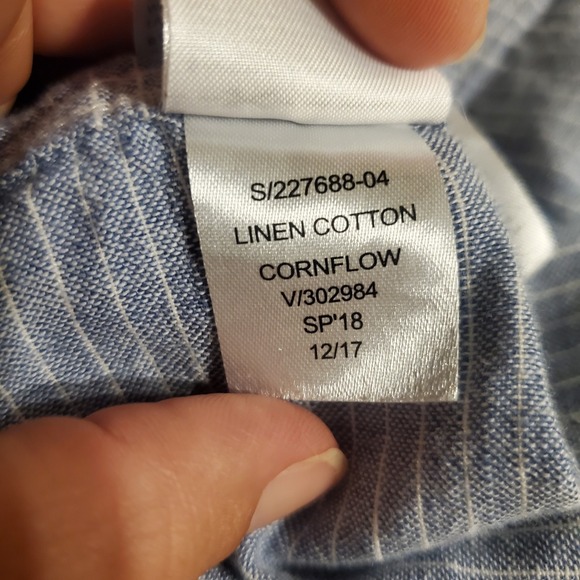 S/227688-04
LINEN COTTON
CORNFLOW
V/302984
SP'18
12/17